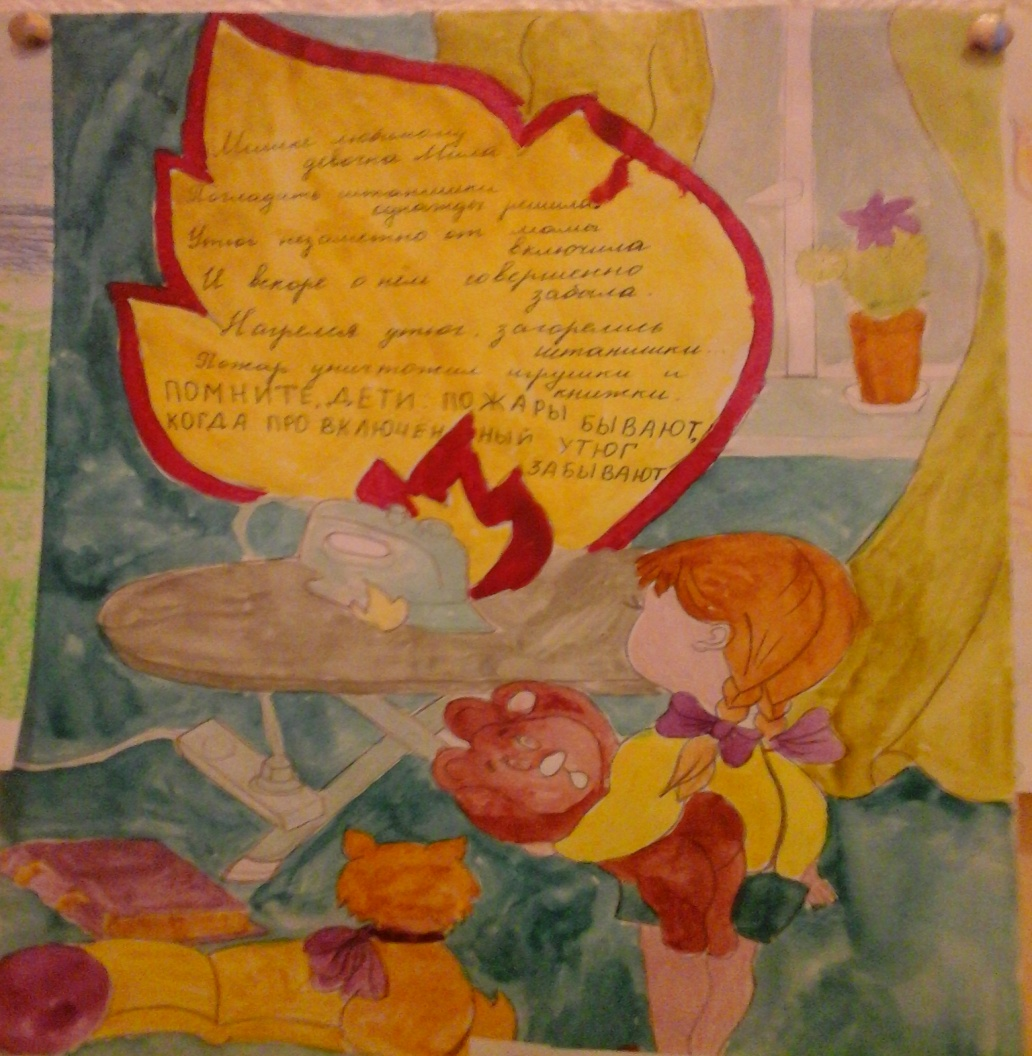 Мишке любимому
девочка Мила
Погладить штанишки
однажды решила.
Утюг незаметно от мамы
включила
И вскоре о нём совершенно
забыла.
Нагрелся утюг, загорелись
штанишки...
Пожар уничтожил игрушки и
книжки.
ПОМНИТЕ, ДЕТИ. ПОЖАРЫ БЫВАЮТ,
КОГДА ПРО ВКЛЮЧЕННЫЙ УТЮГ
ЗАБЫВАЮТ